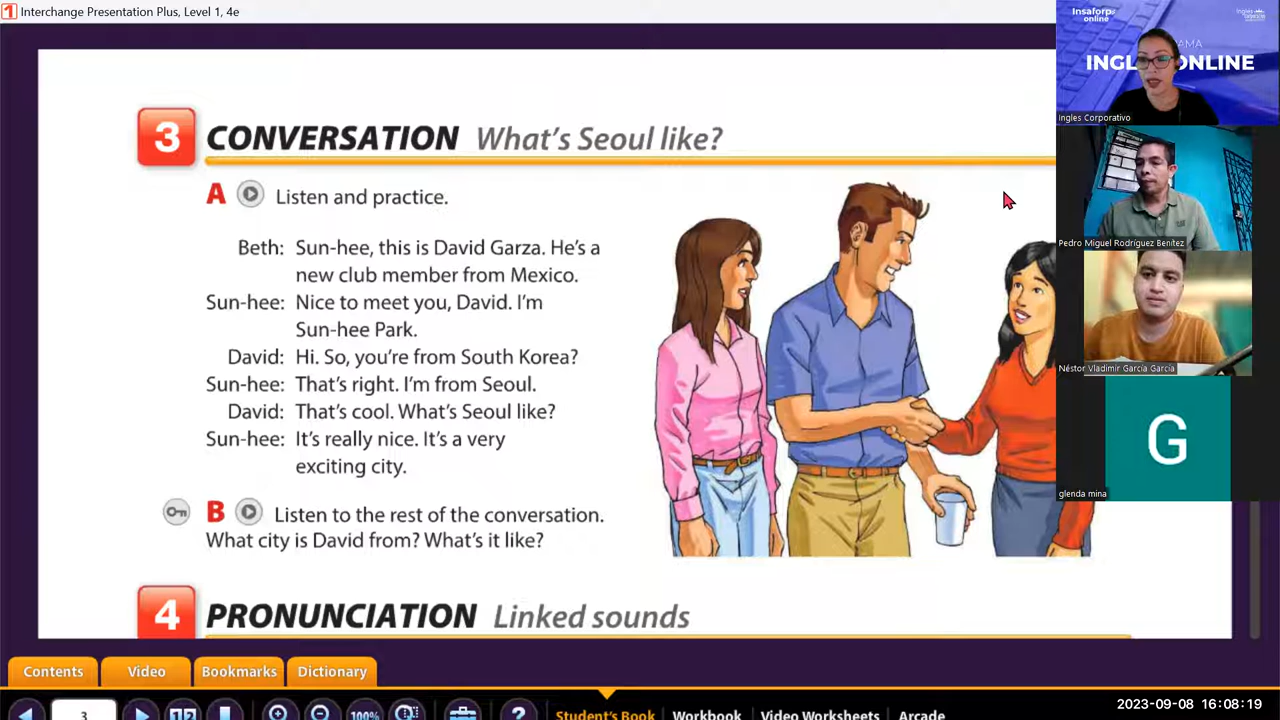 Interchange Presentation Plus, Level 1, 4e
3 CONVERSATION What's Seoul like?
A Listen and practice.
Beth: Sun-hee, this is David Garza. He's a
new club member from Mexico.
Sun-hee: Nice to meet you, David. I'm
Sun-hee Park.
David: Hi. So, you're from South Korea?
Sun-hee: That's right. I'm from Seoul.
David: That's cool. What's Seoul like?
Sun-hee: It's really nice. It's a very
exciting city.
B Listen to the rest of the conversation.
What city is David from? What's it like?
4 PRONUNCIATION Linked sounds
Insaforp
online
INGL ONLINE
Ingles Corporativo
Pedro Miguel Rodríguez Benítez
Néstor Vladimir García García
G
glenda mina
Contents Video Bookmarks Dictionary
3 1 2 100% ? Student's Book Workbook Video Worksheets Arcade
2023-09-08 16:08:19